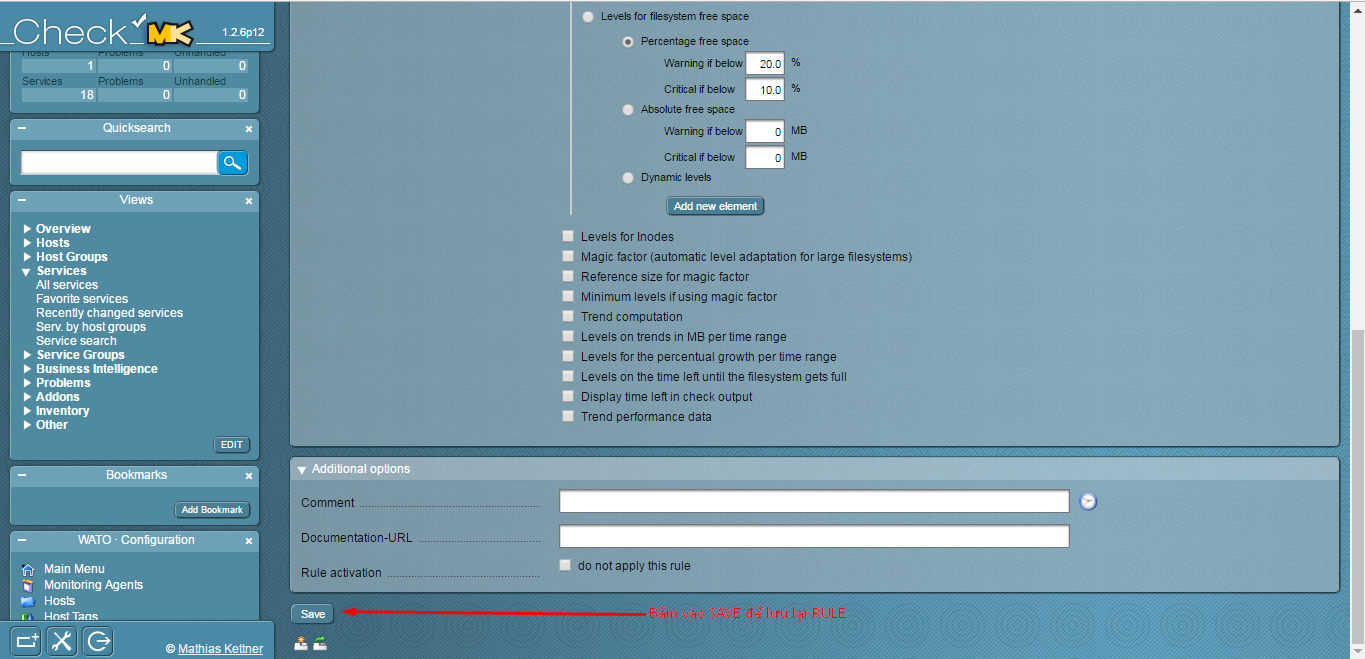 Check MK
1.2.6p12
Hosts Problems Unhandled
1 0 0
Services Problems Unhandled
18 0 0
Quicksearch
Views
Overview
Hosts
Host Groups
Services
All services
Favorite services
Recently changed services
Serv. by host groups
Service search
Service Groups
Business Intelligence
Problems
Addons
Inventory
Other
EDIT
Bookmarks
Add Bookmark
WATO · Configuration
Main Menu
Monitoring Agents
Hosts
Host Tags
© Mathias Kettner
Levels for filesystem free space
Percentage free space
Warning if below 20.0 %
Critical if below 10.0 %
Absolute free space
Warning if below 0 MB
Critical if below 0 MB
Dynamic levels
Add new element
Levels for Inodes
Magic factor (automatic level adaptation for large filesystems)
Reference size for magic factor
Minimum levels if using magic factor
Trend computation
Levels on trends in MB per time range
Levels for the percentual growth per time range
Levels on the time left until the filesystem gets full
Display time left in check output
Trend performance data
Additional options
Comment
Documentation-URL
Rule activation do not apply this rule
Save Bấm vào SAVE để lưu lại RULE